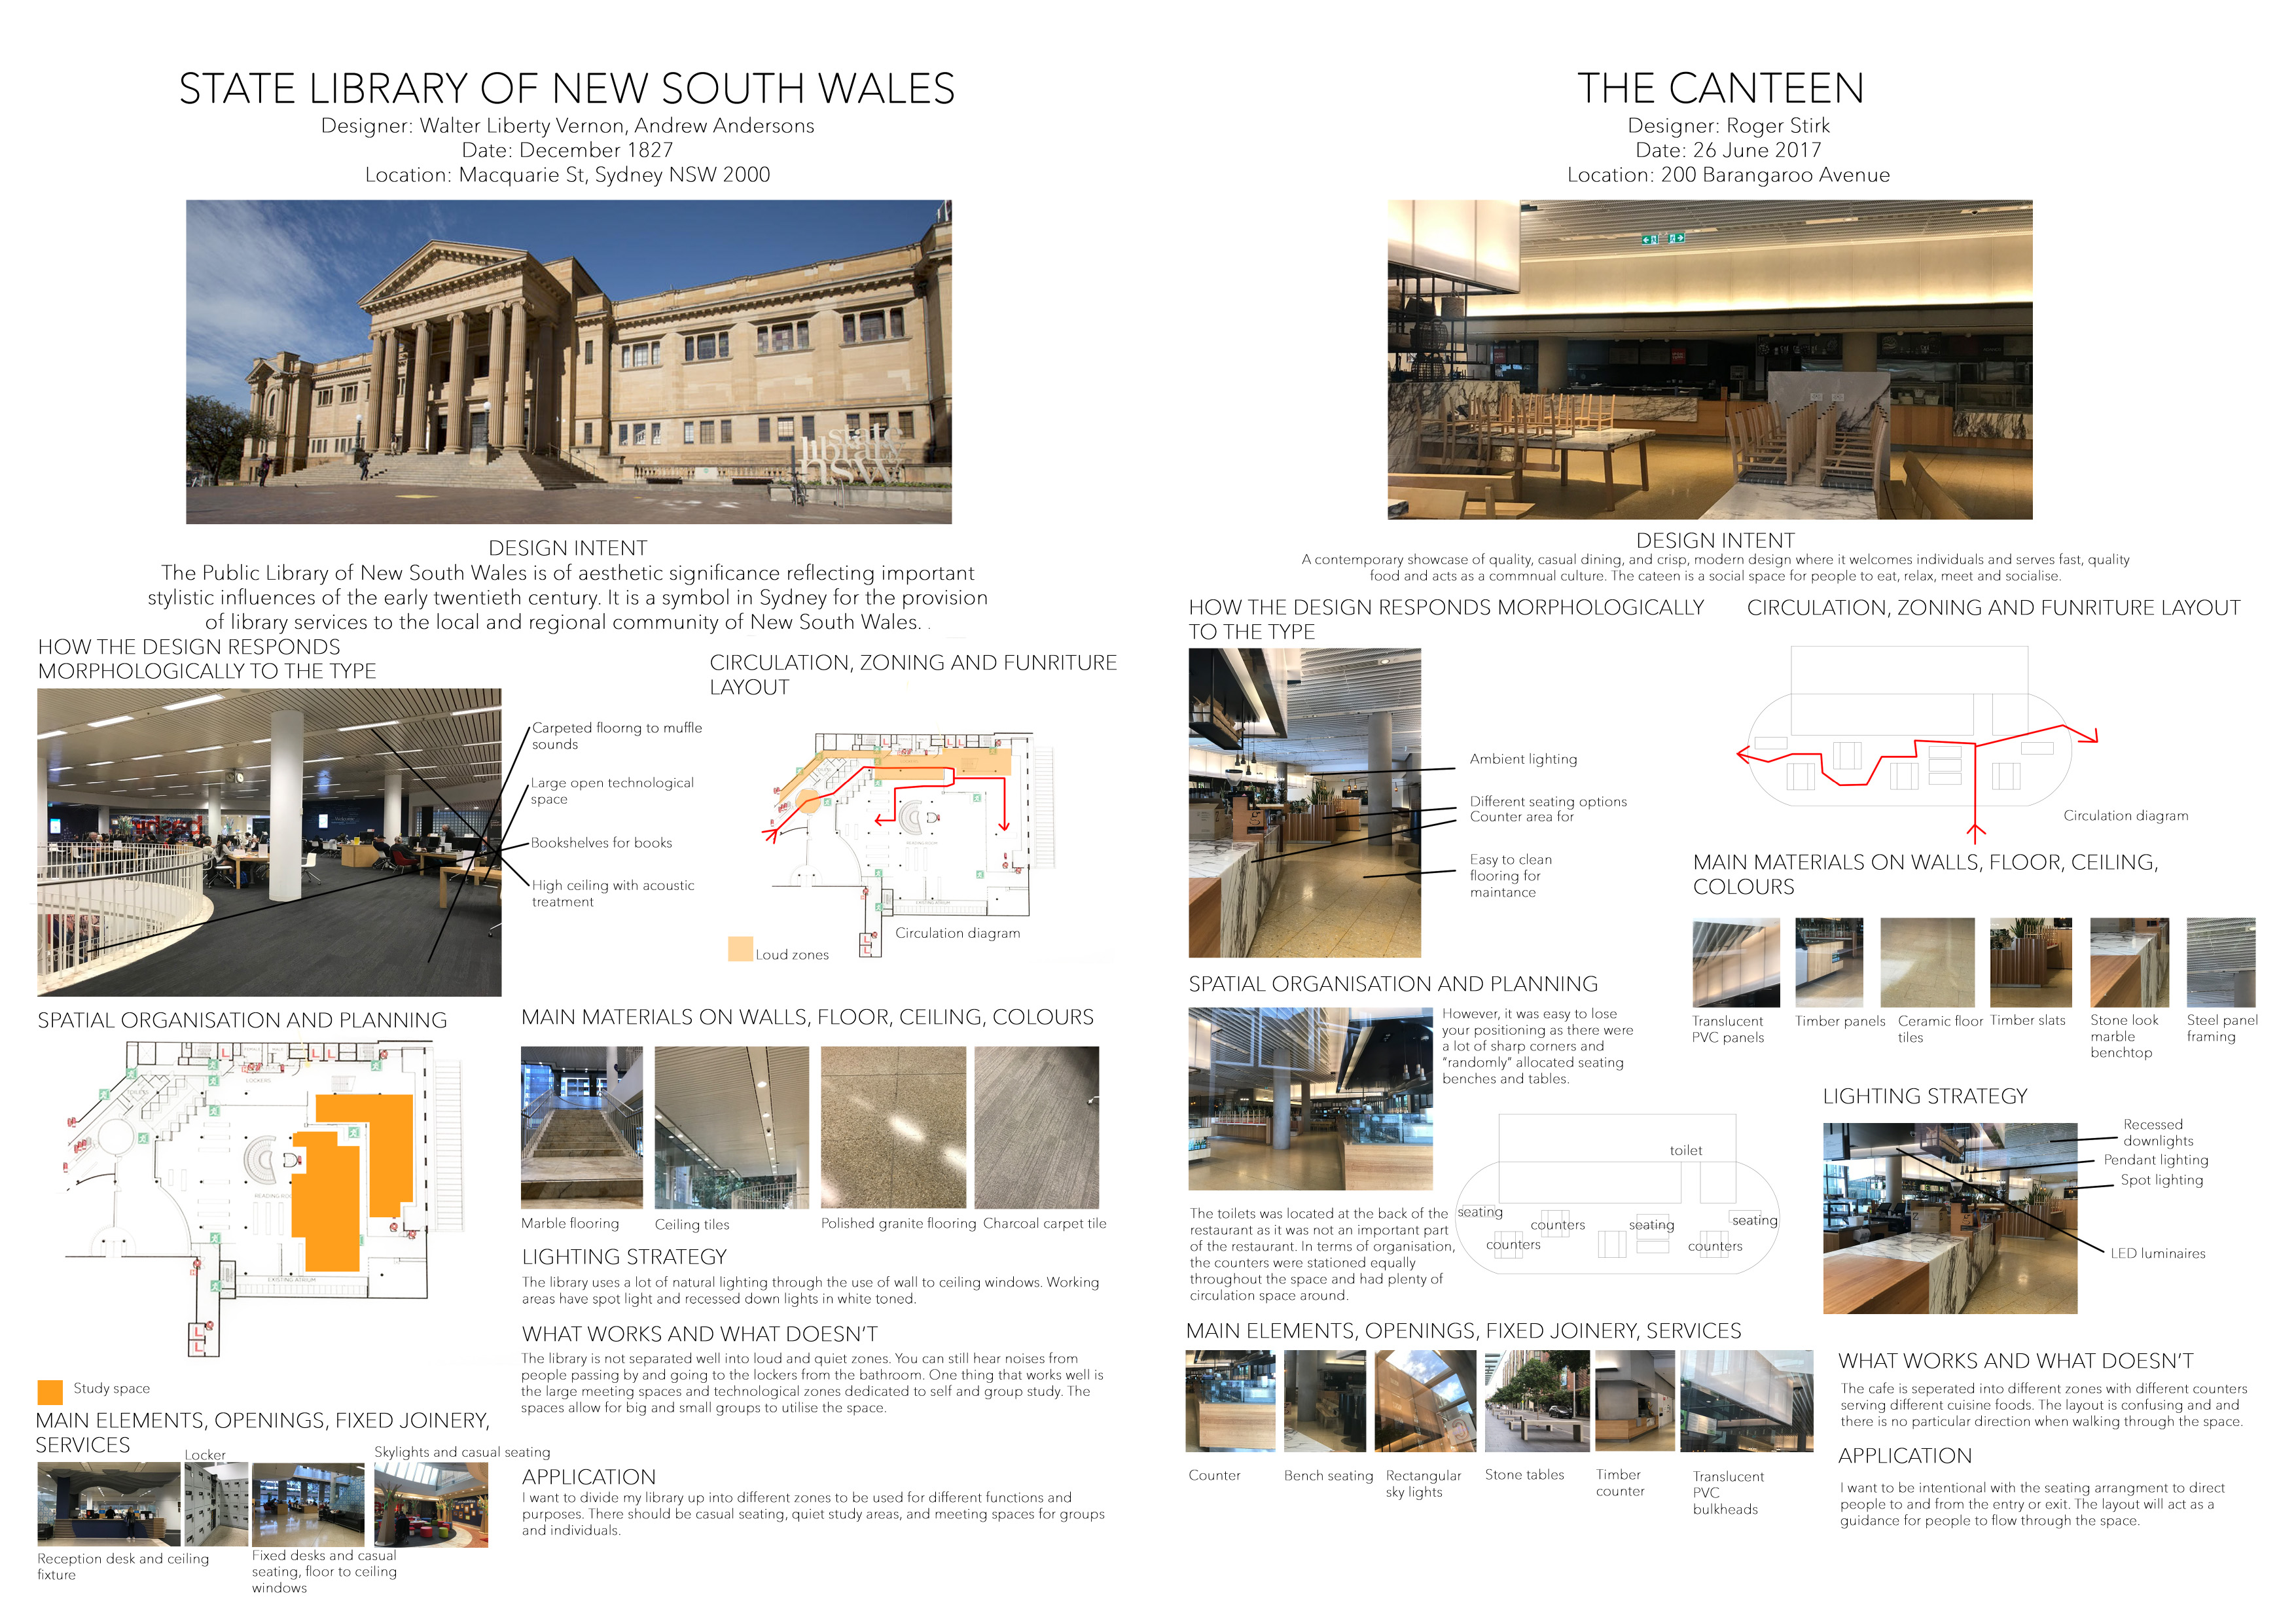 STATE LIBRARY OF NEW SOUTH WALES
Designer: Walter Liberty Vernon, Andrew Andersons
Date: December 1827
Location: Macquarie St, Sydney NSW 2000
state
library
nsw
DESIGN INTENT
The Public Library of New South Wales is of aesthetic significance reflecting important
stylistic influences of the early twentieth century. It is a symbol in Sydney for the provision
of library services to the local and regional community of New South Wales. .
HOW THE DESIGN RESPONDS
MORPHOLOGICALLY TO THE TYPE
Carpeted floorng to muffle
sounds
Large open technological
space
Bookshelves for books
High ceiling with acoustic
treatment
CIRCULATION, ZONING AND FUNRITURE
LAYOUT
READING ROOM
EXISTING ATRIUM
Circulation diagram
Loud zones
SPATIAL ORGANISATION AND PLANNING
LOCKERS
READING ROO
EXISTING ATRIUM
Study space
MAIN MATERIALS ON WALLS, FLOOR, CEILING, COLOURS
Marble flooring
Ceiling tiles
Polished granite flooring
Charcoal carpet tile
LIGHTING STRATEGY
The library uses a lot of natural lighting through the use of wall to ceiling windows. Working
areas have spot light and recessed down lights in white toned.
WHAT WORKS AND WHAT DOESN'T
The library is not separated well into loud and quiet zones. You can still hear noises from
people passing by and going to the lockers from the bathroom. One thing that works well is
the large meeting spaces and technological zones dedicated to self and group study. The
spaces allow for big and small groups to utilise the space.
MAIN ELEMENTS, OPENINGS, FIXED JOINERY,
SERVICES
Locker
Skylights and casual seating
Reception desk and ceiling
fixture
Fixed desks and casual
seating, floor to ceiling
windows
APPLICATION
I want to divide my library up into different zones to be used for different functions and
purposes. There should be casual seating, quiet study areas, and meeting spaces for groups
and individuals.
THE CANTEEN
Designer: Roger Stirk
Date: 26 June 2017
Location: 200 Barangaroo Avenue
DESIGN INTENT
A contemporary showcase of quality, casual dining, and crisp, modern design where it welcomes individuals and serves fast, quality
food and acts as a commnual culture. The cateen is a social space for people to eat, relax, meet and socialise.
HOW THE DESIGN RESPONDS MORPHOLOGICALLY
TO THE TYPE
Ambient lighting
Different seating options
Counter area for
Easy to clean
flooring for
maintance
CIRCULATION, ZONING AND FUNRITURE LAYOUT
Circulation diagram
MAIN MATERIALS ON WALLS, FLOOR, CEILING,
COLOURS
Translucent
PVC panels
Timber panels
Ceramic floor
tiles
Timber slats
Stone look
marble
benchtop
Steel panel
framing
SPATIAL ORGANISATION AND PLANNING
However, it was easy to lose
your positioning as there were
a lot of sharp corners and
"randomly" allocated seating
benches and tables.
The toilets was located at the back of the
restaurant as it was not an important part
of the restaurant. In terms of organisation,
the counters were stationed equally
throughout the space and had plenty of
circulation space around.
toilet
seating
counters
seating
seating
counters
counters
LIGHTING STRATEGY
Recessed
downlights
Pendant lighting
Spot lighting
LED luminaires
MAIN ELEMENTS, OPENINGS, FIXED JOINERY, SERVICES
Counter
Bench seating
Rectangular
sky lights
Stone tables
Timber
counter
Translucent
PVC
bulkheads
WHAT WORKS AND WHAT DOESN'T
The cafe is seperated into different zones with different counters
serving different cuisine foods. The layout is confusing and and
there is no particular direction when walking through the space.
APPLICATION
I want to be intentional with the seating arrangment to direct
people to and from the entry or exit. The layout will act as a
guidance for people to flow through the space.